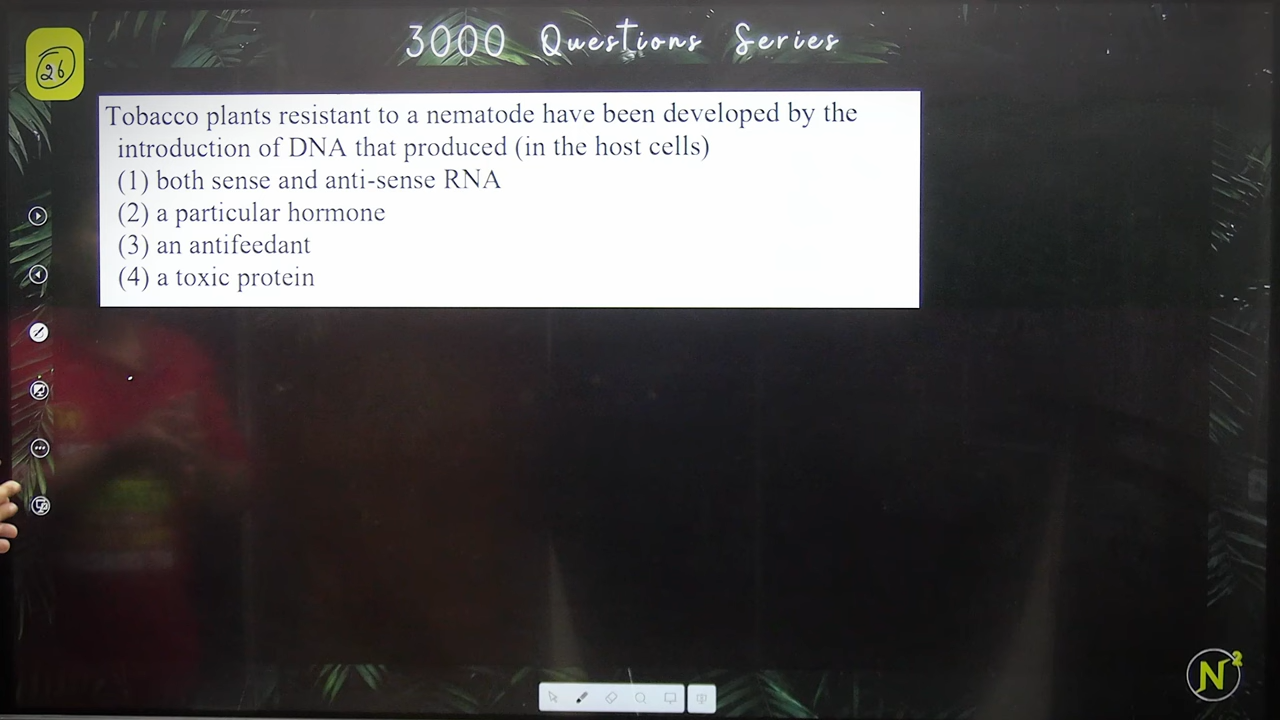 3000 Questions Series
26
Tobacco plants resistant to a nematode have been developed by the
introduction of DNA that produced (in the host cells)
(1) both sense and anti-sense RNA
(2) a particular hormone
(3) an antifeedant
(4) a toxic protein
N2